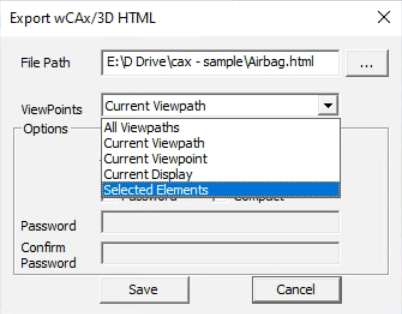 Export wCAx/3D HTML
File Path
E:\D Drive\cax - sample\Airbag.html
...
ViewPoints
Current Viewpath
Options
All Viewpaths
Current Viewpath
Current Viewpoint
Current Display
Selected Elements
Password
Compact
Password
Confirm
Password
Save
Cancel